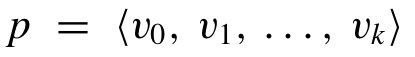 p = ⟨v₀, v₁, . . . , vₖ⟩